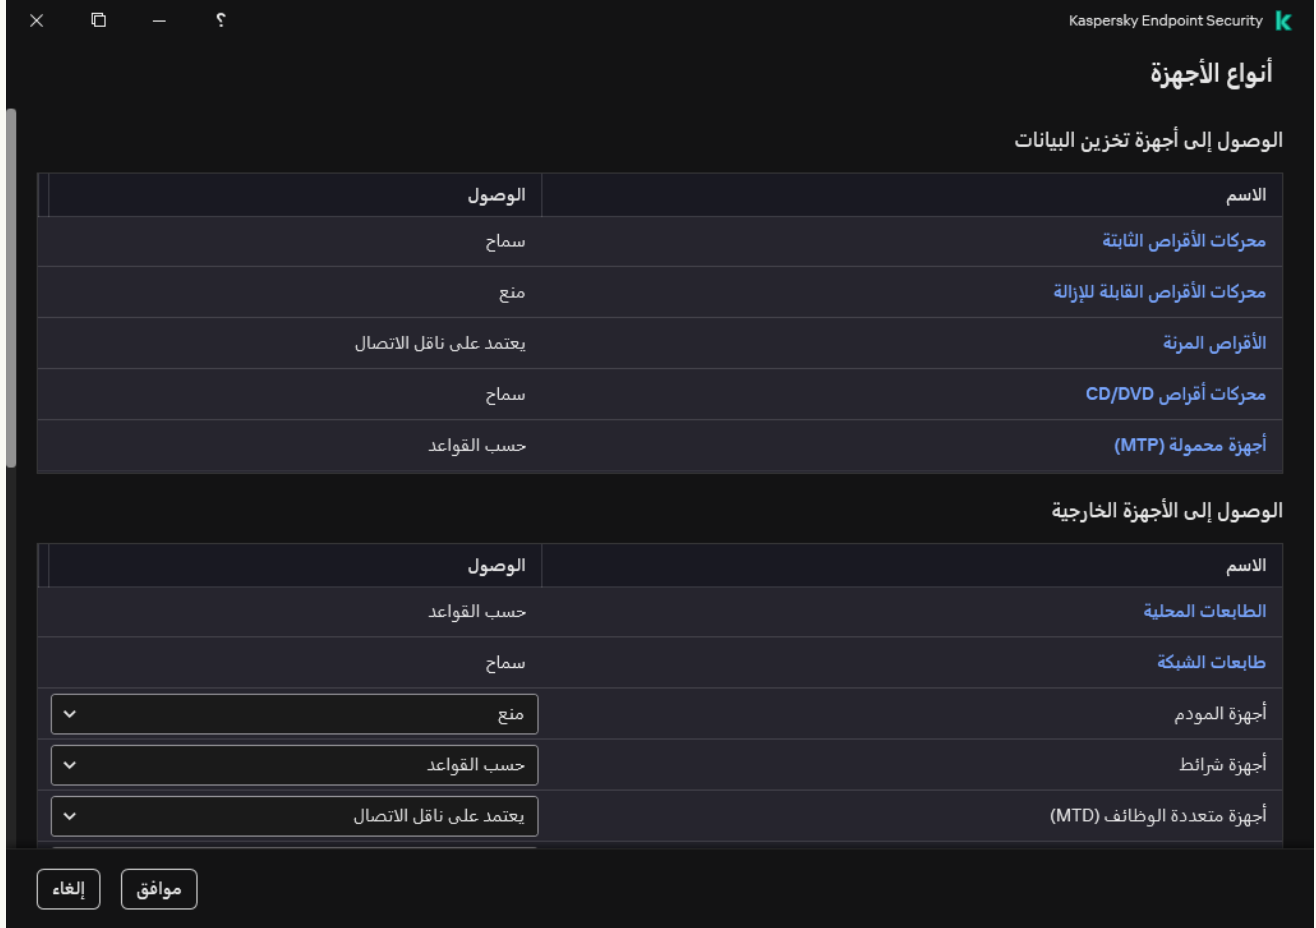 Kaspersky Endpoint Security
؟
أنواع الأجهزة
الوصول إلى أجهزة تخزين البيانات
الاسم الوصول
محركات الأقراص الثابتة سماح
محركات الأقراص القابلة للإزالة منع
الأقراص المرنة يعتمد على ناقل الاتصال
محركات أقراص CD/DVD سماح
أجهزة محمولة (MTP) حسب القواعد
الوصول إلى الأجهزة الخارجية
الاسم الوصول
الطابعات المحلية حسب القواعد
طابعات الشبكة سماح
أجهزة المودم منع
أجهزة شرائط حسب القواعد
أجهزة متعددة الوظائف (MTD) يعتمد على ناقل الاتصال
موافق إلغاء